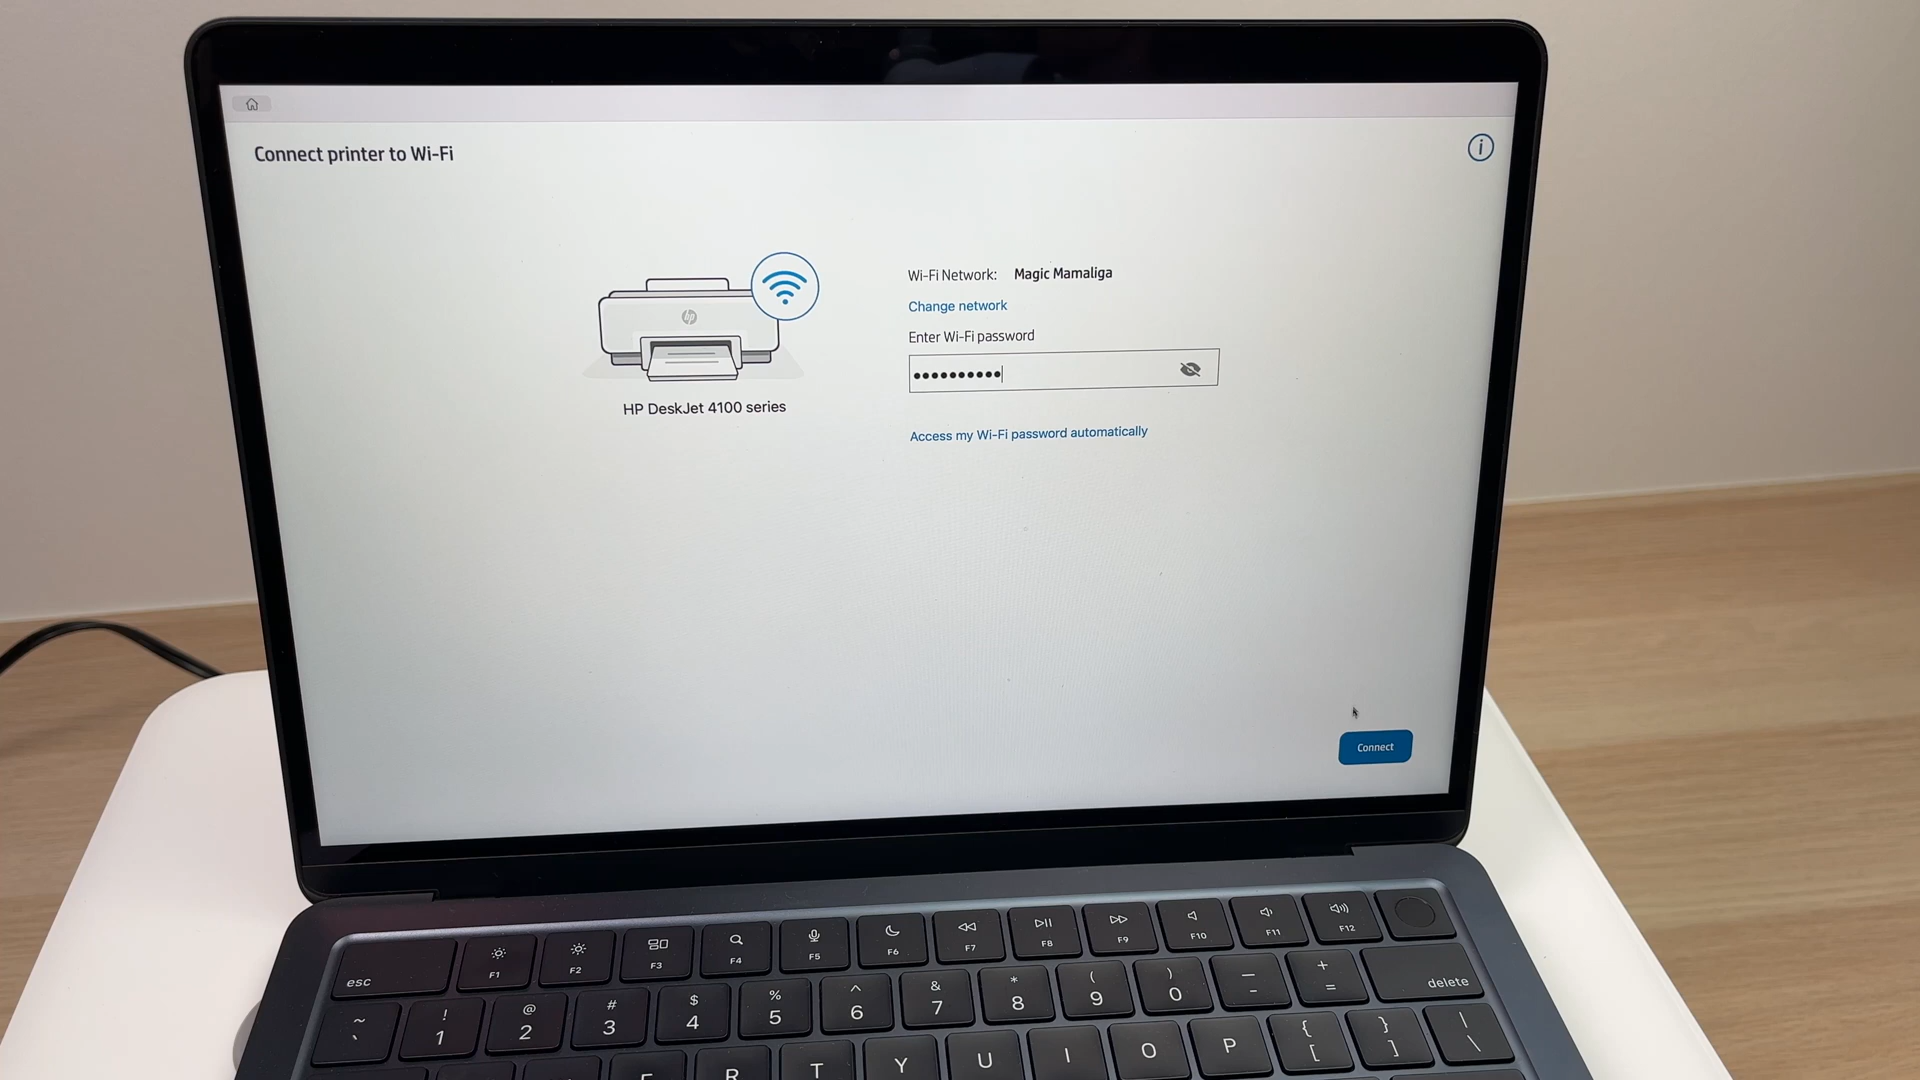 Connect printer to Wi-Fi
i
hp
HP DeskJet 4100 series
Wi-Fi Network: Magic Mamaliga
Change network
Enter Wi-Fi password
••••••••••
Access my Wi-Fi password automatically
Connect
esc F1 F2 F3 F4 F5 F6 F7 F8 F9 F10 F11 F12
~ ! @ # $ % ^ & * ( ) — +
` 1 2 3 4 5 6 7 8 9 0 - = delete
R T Y U I O P { } |
[ ] \